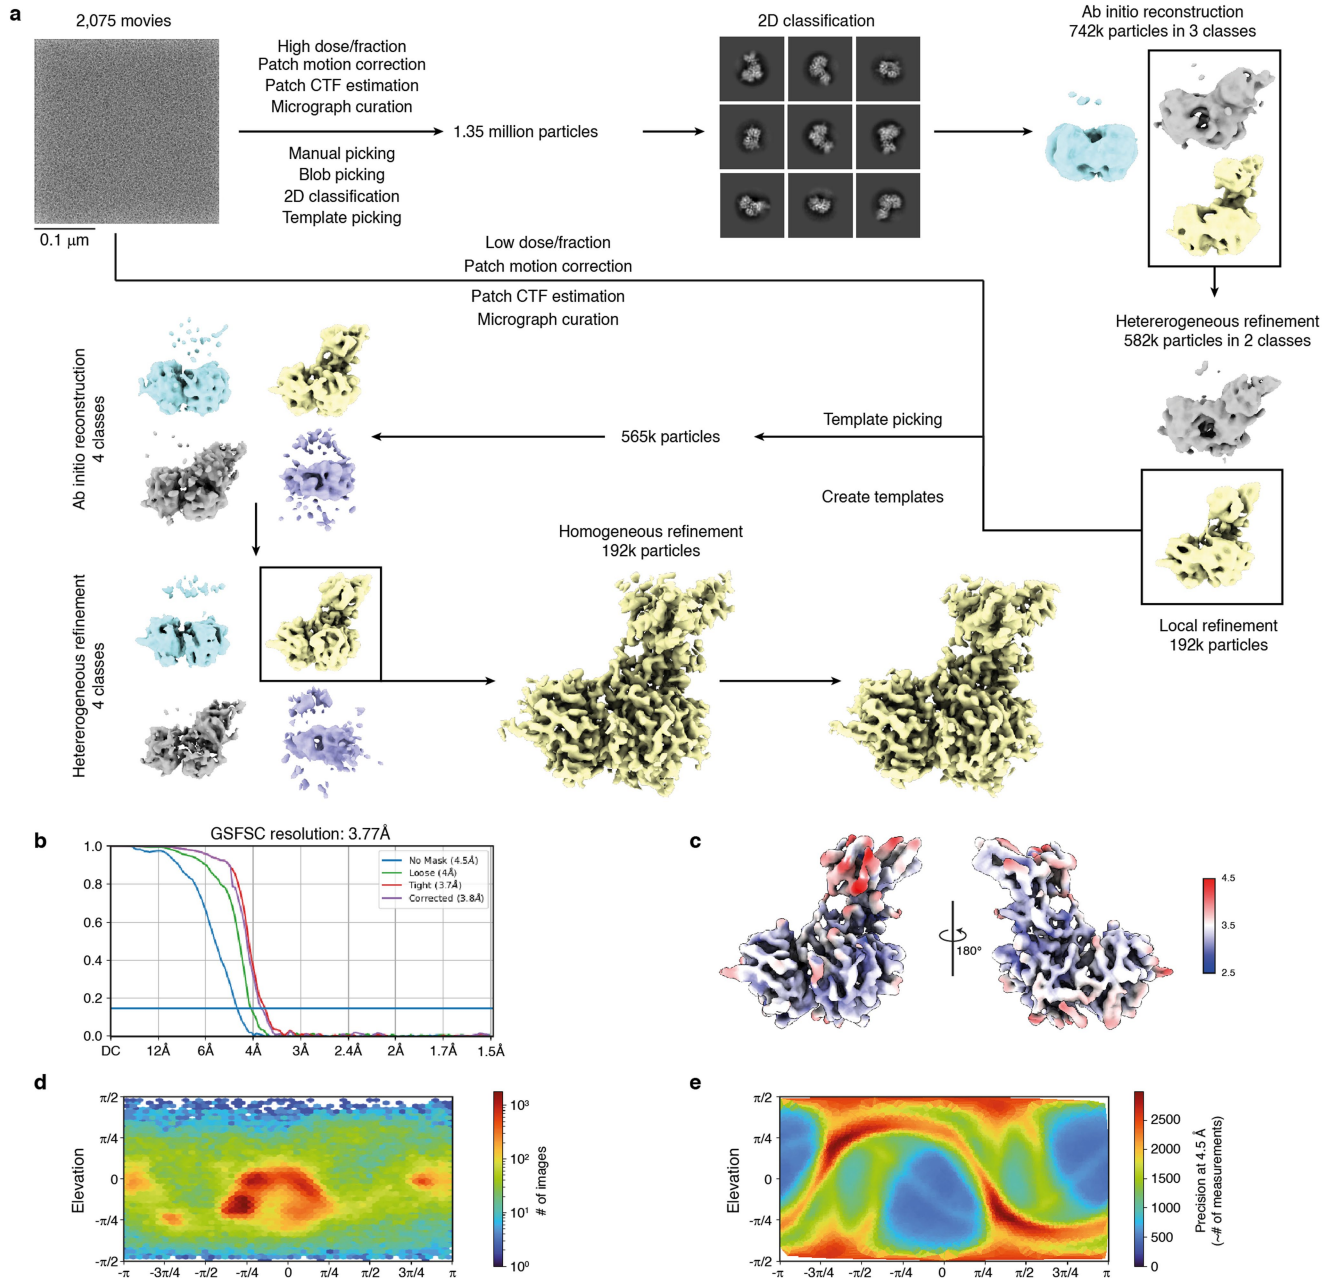 a
2,075 movies
0.1 µm
High dose/fraction
Patch motion correction
Patch CTF estimation
Micrograph curation
Manual picking
Blob picking
2D classification
Template picking
1.35 million particles
2D classification
Ab initio reconstruction
742k particles in 3 classes
Hetererogeneous refinement
582k particles in 2 classes
Local refinement
192k particles
Low dose/fraction
Patch motion correction
Patch CTF estimation
Micrograph curation
Template picking
Create templates
565k particles
Ab initio reconstruction
4 classes
Hetererogeneous refinement
4 classes
Homogeneous refinement
192k particles
b
GSFSC resolution: 3.77Å
1.0
0.8
0.6
0.4
0.2
0.0
No Mask (4.5Å)
Loose (4Å)
Tight (3.7Å)
Corrected (3.8Å)
DC 12Å 6Å 4Å 3Å 2.4Å 2Å 1.7Å 1.5Å
c
180°
4.5
3.5
2.5
d
Elevation
π/2
π/4
0
-π/4
-π/2
-π -3π/4 -π/2 -π/4 0 π/4 π/2 3π/4 π
10³
10²
10¹
10⁰
# of images
e
Elevation
π/2
π/4
0
-π/4
-π/2
-π -3π/4 -π/2 -π/4 0 π/4 π/2 3π/4 π
2500
2000
1500
1000
500
0
Precision at 4.5 Å
(~# of measurements)